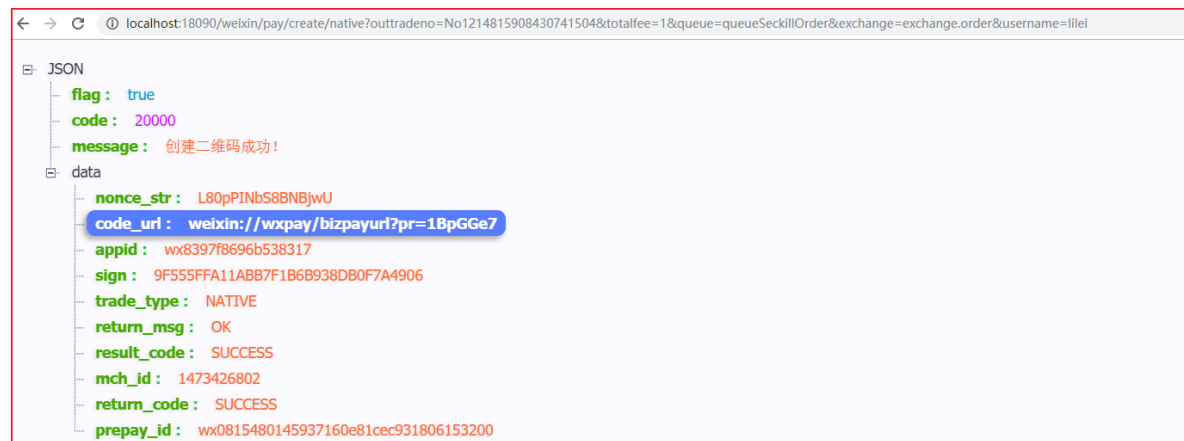 localhost:18090/weixin/pay/create/native?outtradeno=No1214815908430741504&totalfee=1&queue=queueSeckillOrder&exchange=exchange.order&username=lilei
JSON
flag : true
code : 20000
message : 创建二维码成功!
data
nonce_str : L80pPINbS8BNBjwU
code_url : weixin://wxpay/bizpayurl?pr=1BpGGe7
appid : wx8397f8696b538317
sign : 9F555FFA11ABB7F1B6B938DB0F7A4906
trade_type : NATIVE
return_msg : OK
result_code : SUCCESS
mch_id : 1473426802
return_code : SUCCESS
prepay_id : wx0815480145937160e81cec931806153200